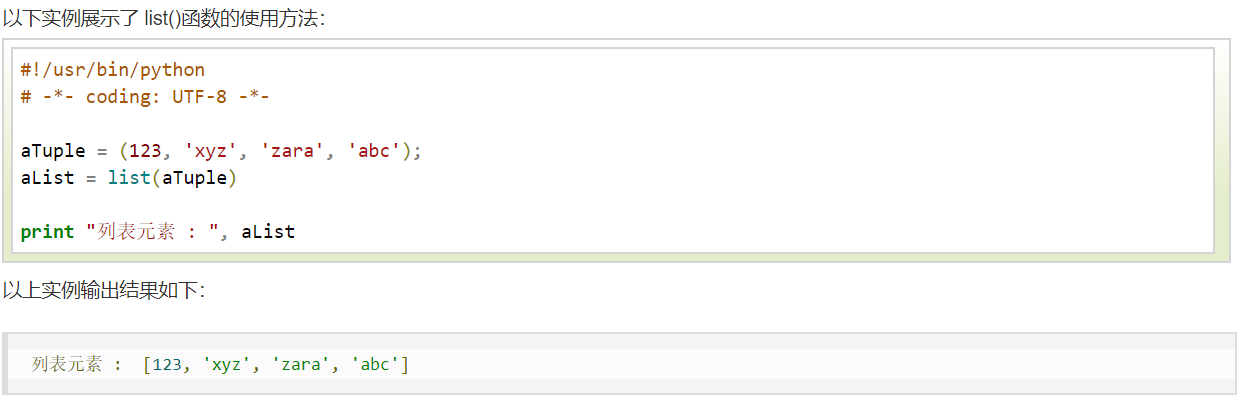 以下实例展示了 list()函数的使用方法：
#!/usr/bin/python
# -*- coding: UTF-8 -*-
aTuple = (123, 'xyz', 'zara', 'abc');
aList = list(aTuple)
print "列表元素 : ", aList
以上实例输出结果如下：
列表元素 :  [123, 'xyz', 'zara', 'abc']